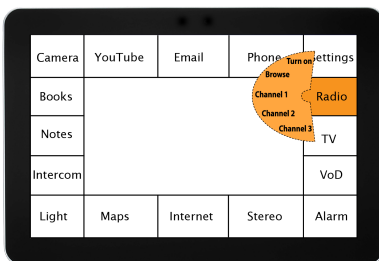 Camera
YouTube
Email
Phone
Settings
Turn on
Browse
Books
Channel 1
Radio
Channel 2
Notes
Channel 3
TV
Intercom
VoD
Light
Maps
Internet
Stereo
Alarm